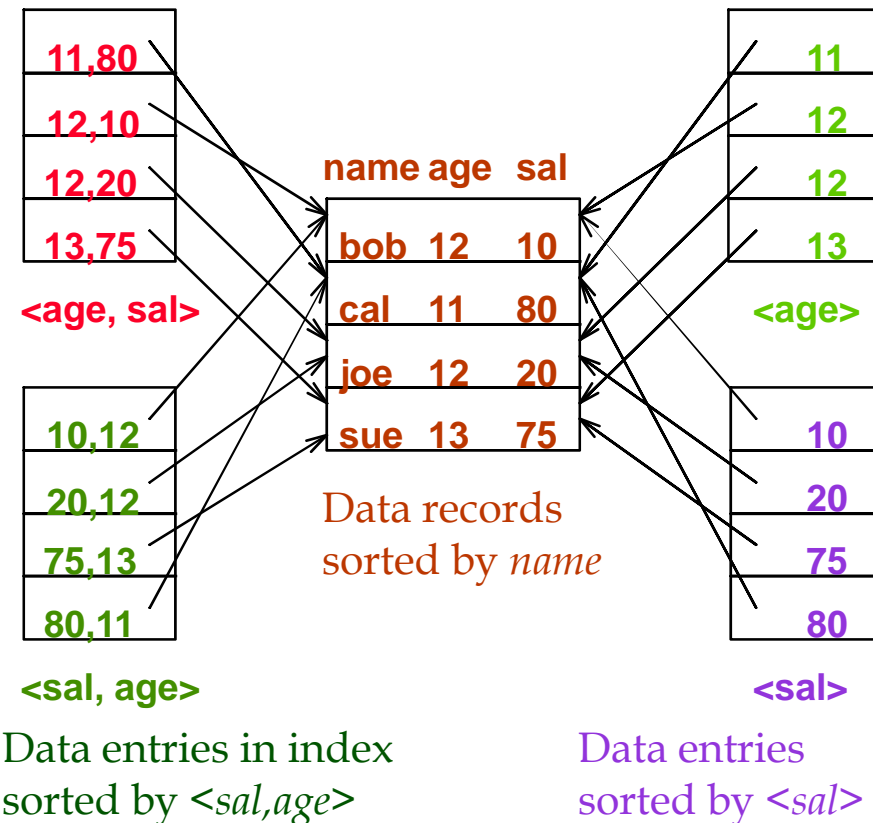 11,80
12,10
12,20
13,75
<age, sal>
10,12
20,12
75,13
80,11
<sal, age>
Data entries in index
sorted by <sal,age>
name age sal
bob 12 10
cal 11 80
joe 12 20
sue 13 75
Data records
sorted by name
11
12
12
13
<age>
10
20
75
80
<sal>
Data entries
sorted by <sal>